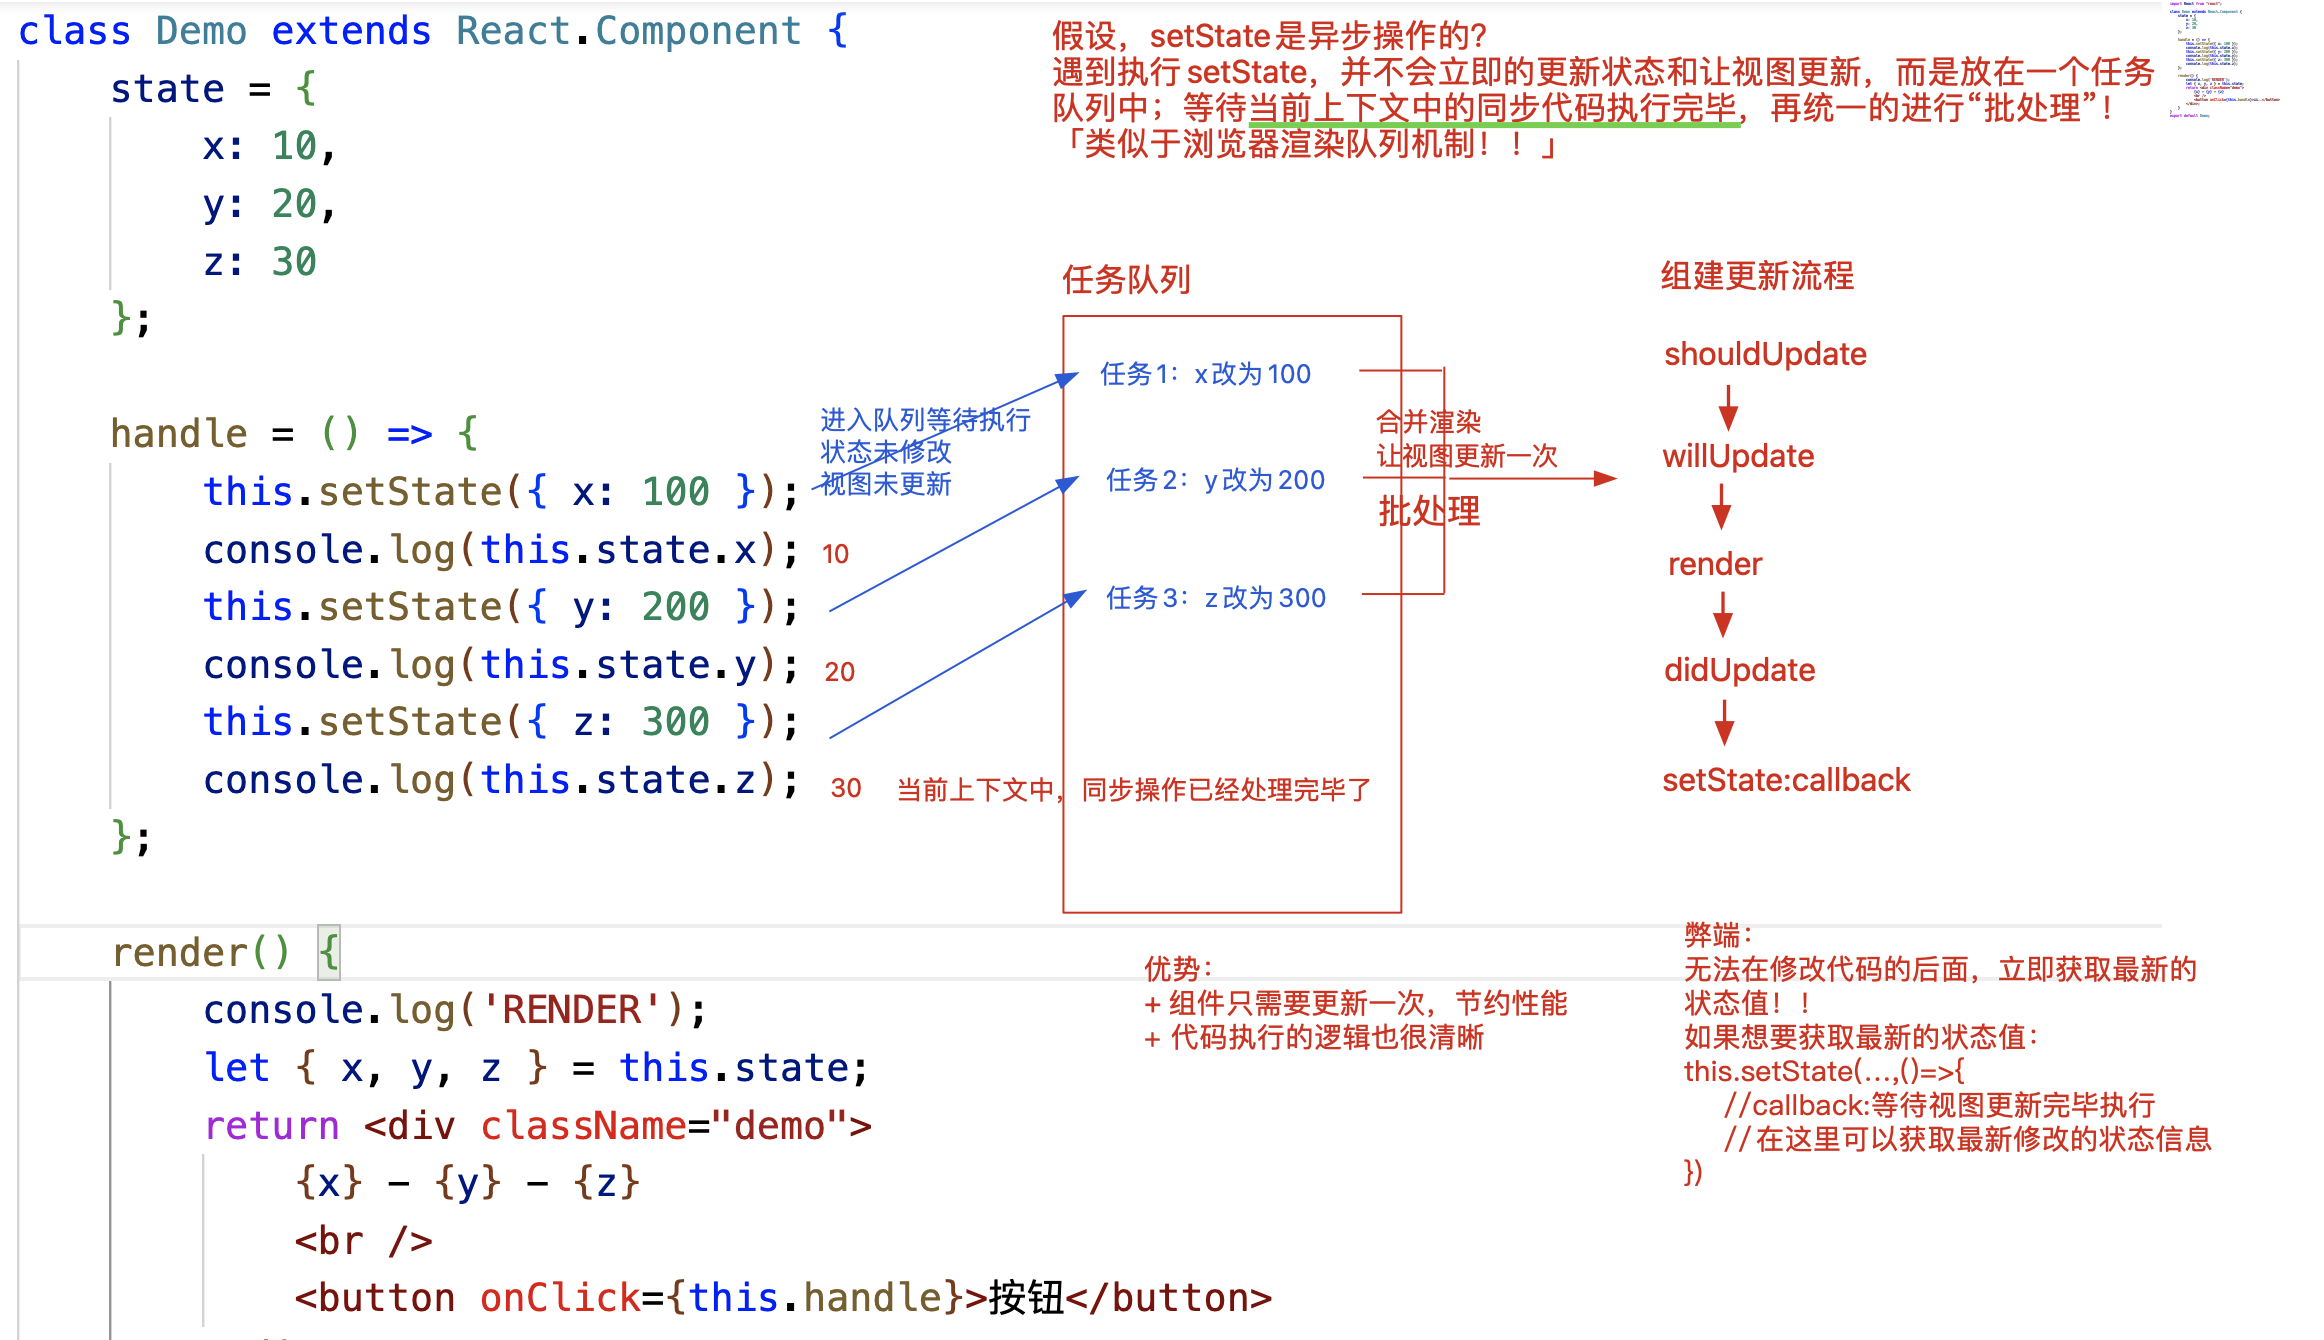 class Demo extends React.Component {
    state = {
        x: 10,
        y: 20,
        z: 30
    };
    handle = () => {
        this.setState({ x: 100 });
        console.log(this.state.x); 10
        this.setState({ y: 200 });
        console.log(this.state.y); 20
        this.setState({ z: 300 });
        console.log(this.state.z); 30 当前上下文中，同步操作已经处理完毕了
    };
    render() {
        console.log('RENDER');
        let { x, y, z } = this.state;
        return <div className="demo">
            {x} - {y} - {z}
            <br />
            <button onClick={this.handle}>按钮</button>
假设，setState是异步操作的?
遇到执行setState，并不会立即的更新状态和让视图更新，而是放在一个任务
队列中；等待当前上下文中的同步代码执行完毕，再统一的进行“批处理”！
「类似于浏览器渲染队列机制！！」
进入队列等待执行
状态未修改
视图未更新
任务队列
任务1：x改为100
任务2：y改为200
任务3：z改为300
合并渲染
让视图更新一次
批处理
组建更新流程
shouldUpdate
willUpdate
render
didUpdate
setState:callback
优势：
+ 组件只需要更新一次，节约性能
+ 代码执行的逻辑也很清晰
弊端：
无法在修改代码的后面，立即获取最新的
状态值！！
如果想要获取最新的状态值：
this.setState(...,()=>{
    //callback:等待视图更新完毕执行
    //在这里可以获取最新修改的状态信息
})